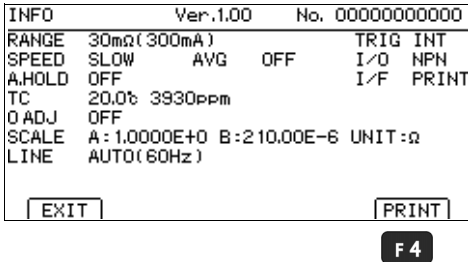 INFO Ver.1.00 No. 00000000000
RANGE 30mΩ(300mA) TRIG INT
SPEED SLOW AVG OFF I/O NPN
A.HOLD OFF I/F PRINT
TC 20.0℃ 3930ppm
0 ADJ OFF
SCALE A:1.0000E+0 B:210.00E-6 UNIT:Ω
LINE AUTO(60Hz)
EXIT PRINT
F 4